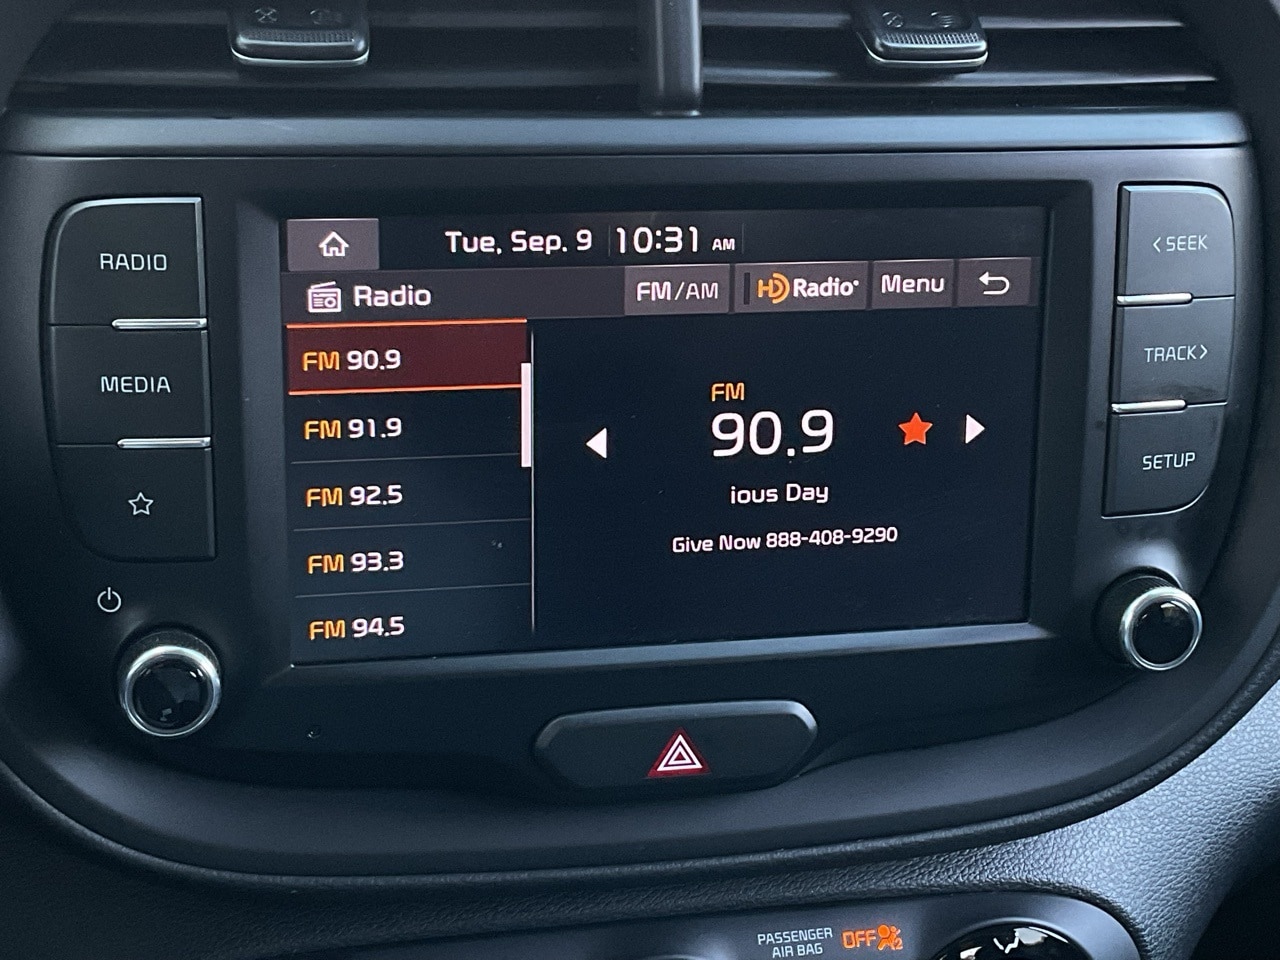 RADIO
MEDIA
Tue, Sep. 9 10:31 AM
Radio
FM/AM
HD Radio
Menu
FM 90.9
FM 91.9
FM 92.5
FM 93.3
FM 94.5
FM
90.9
ious Day
Give Now 888-408-9290
<SEEK
TRACK>
SETUP
PASSENGER
AIR BAG
OFF
2